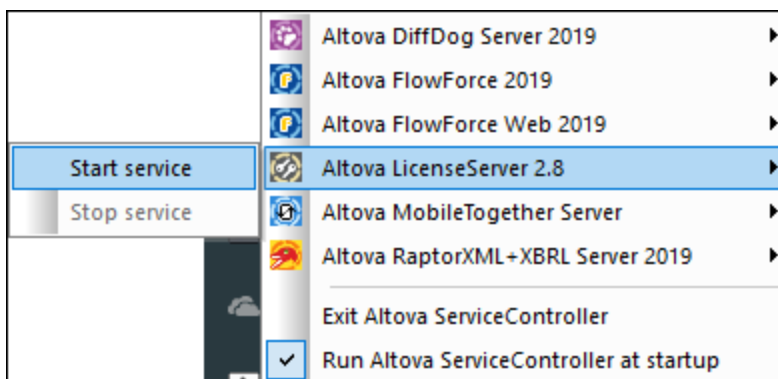 Altova DiffDog Server 2019
Altova FlowForce 2019
Altova FlowForce Web 2019
Altova LicenseServer 2.8
Start service
Stop service
Altova MobileTogether Server
Altova RaptorXML+XBRL Server 2019
Exit Altova ServiceController
Run Altova ServiceController at startup